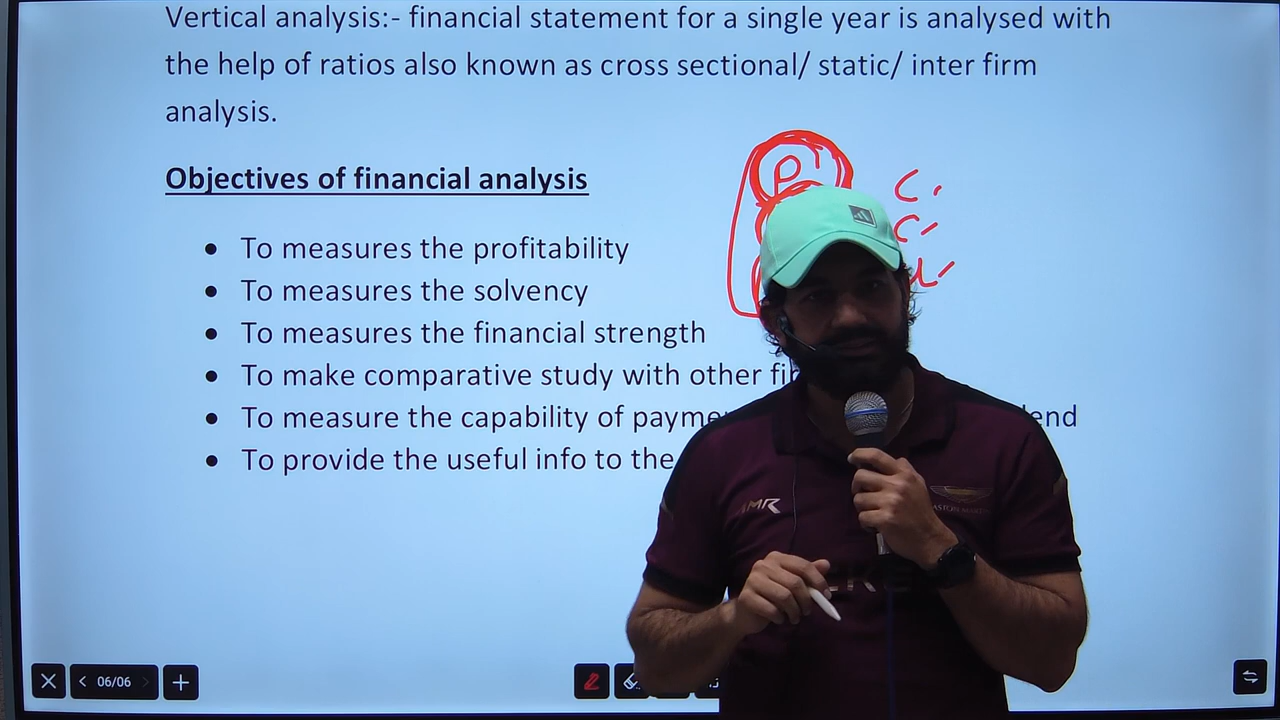 Vertical analysis:- financial statement for a single year is analysed with
the help of ratios also known as cross sectional/ static/ inter firm
analysis.
Objectives of financial analysis
P
C.
C.
• To measures the profitability
• To measures the solvency
• To measures the financial strength
• To make comparative study with other
• To measure the capability of
• To provide the useful info to the
AMR
ASTON MARTIN
06/06